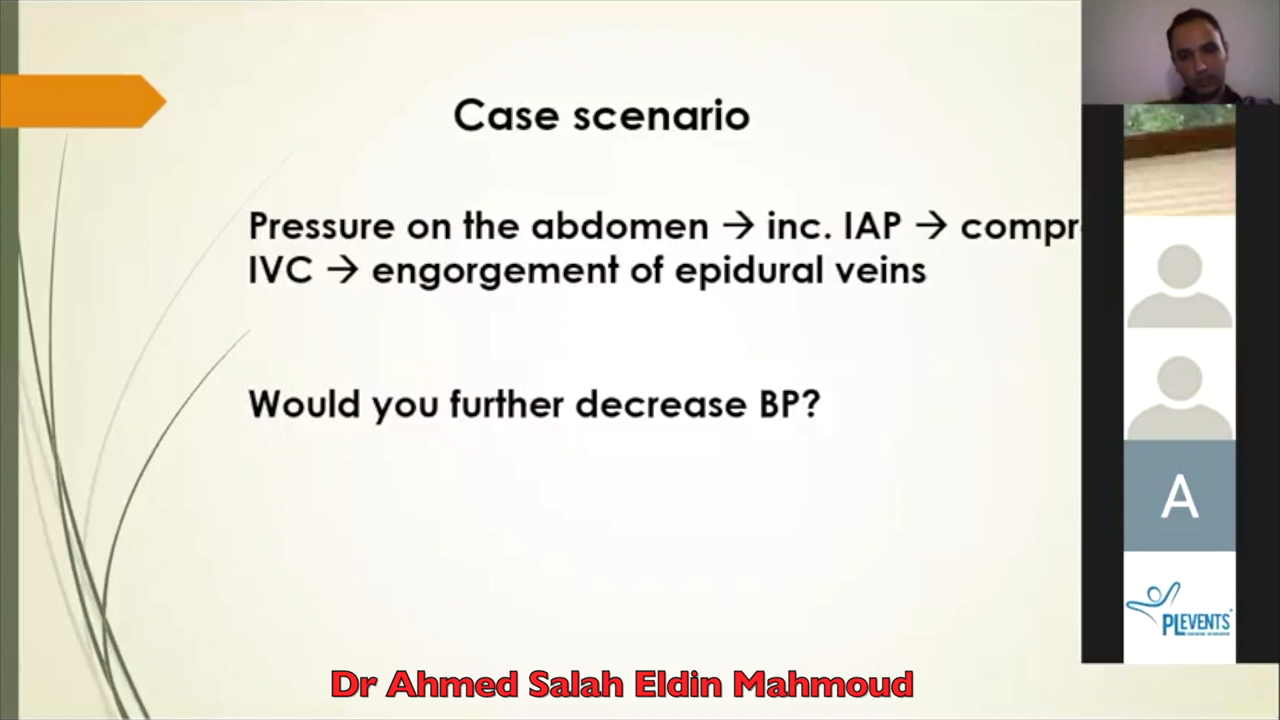 Case scenario
Pressure on the abdomen → inc. IAP →
IVC → engorgement of epidural veins
Would you further decrease BP?
A
PLEVENTS
Dr Ahmed Salah Eldin Mahmoud